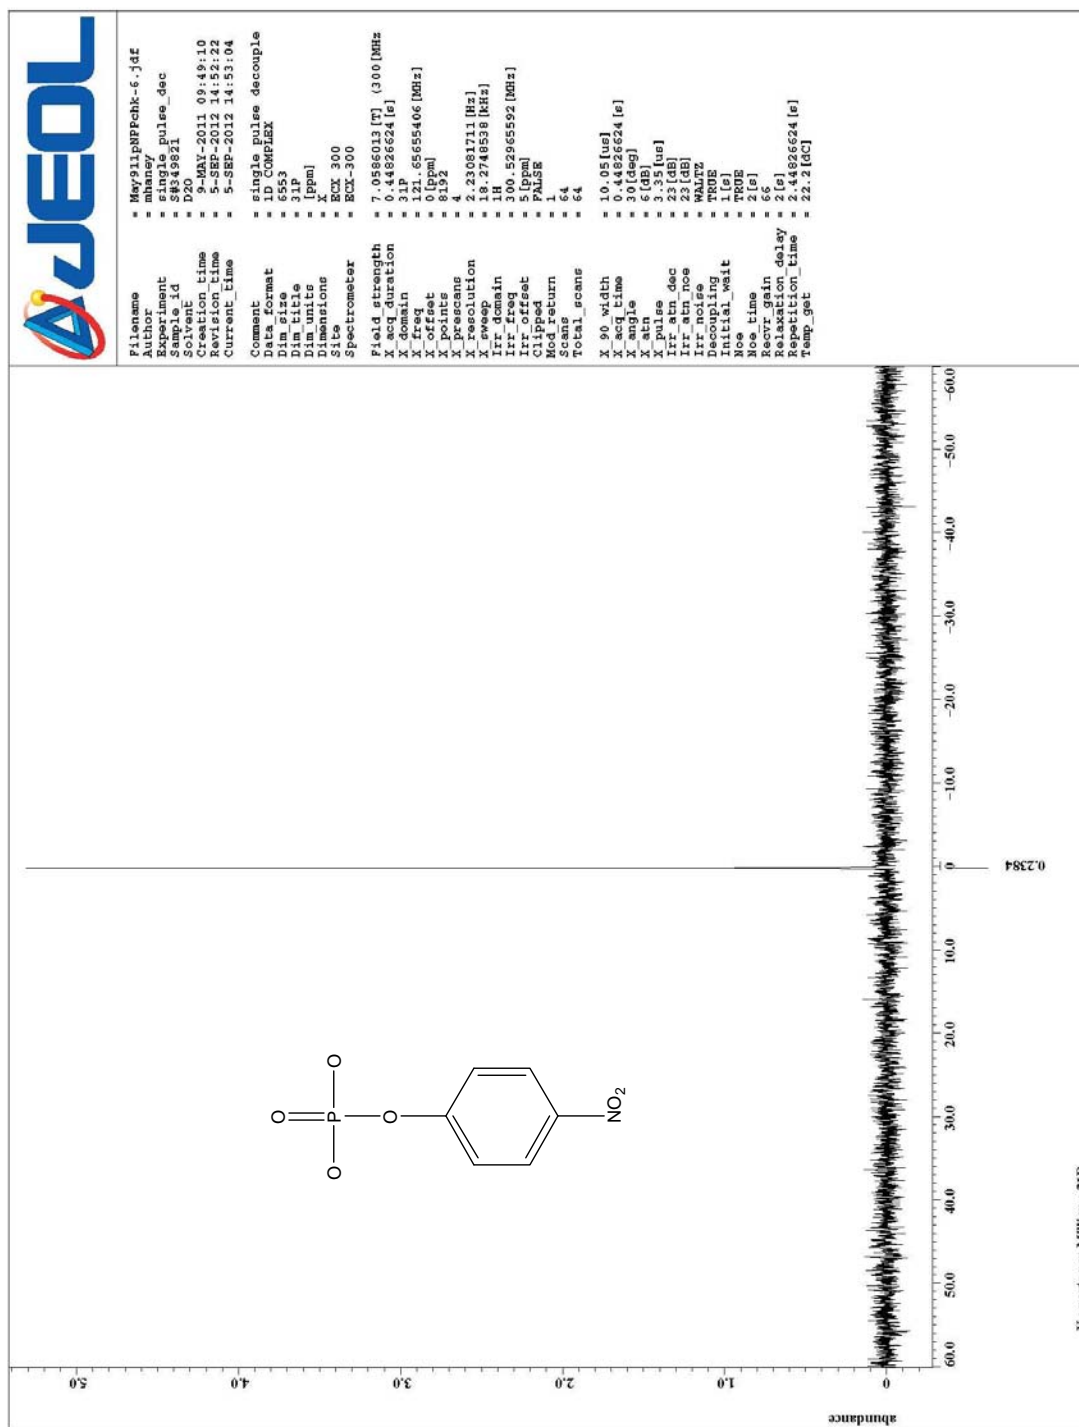 JEOL
Filename = May911pNPPchk-6.jdf
Author = mhaney
Experiment = single_pulse_dec
Sample_id = S#349821
Solvent = D2O
Creation_time = 9-MAY-2011 09:49:10
Revision_time = 5-SEP-2012 14:52:22
Current_time = 5-SEP-2012 14:53:04
Comment = single pulse decouple
Data_format = 1D COMPLEX
Dim_size = 6553
Dim_title = 31P
Dim_units = [ppm]
Dimensions = X
Site = ECX 300
Spectrometer = ECX-300
Field_strength = 7.0586013[T] (300[MHz
X_acq_duration = 0.44826624[s]
X_domain = 31P
X_freq = 121.65655406[MHz]
X_offset = 0[ppm]
X_points = 8192
X_prescans = 4
X_resolution = 2.23081711[Hz]
X_sweep = 18.2748538[kHz]
Irr_domain = 1H
Irr_freq = 300.52965592[MHz]
Irr_offset = 5[ppm]
Clipped = FALSE
Mod_return = 1
Scans = 64
Total_scans = 64
X_90_width = 10.05[us]
X_acq_time = 0.44826624[s]
X_angle = 30[deg]
X_atn = 6[dB]
X_pulse = 3.35[us]
Irr_atn_dec = 23[dB]
Irr_atn_noe = 23[dB]
Irr_noise = WALTZ
Decoupling = TRUE
Initial_wait = 1[s]
Noe = TRUE
Noe_time = 2[s]
Recvr_gain = 66
Relaxation_delay = 2[s]
Repetition_time = 2.44826624[s]
Temp_get = 22.2[dC]
O
O P O
O
NO2
abundance
5.0
4.0
3.0
2.0
1.0
0
60.0 50.0 40.0 30.0 20.0 10.0 0 -10.0 -20.0 -30.0 -40.0 -50.0 -60.0
0.2384